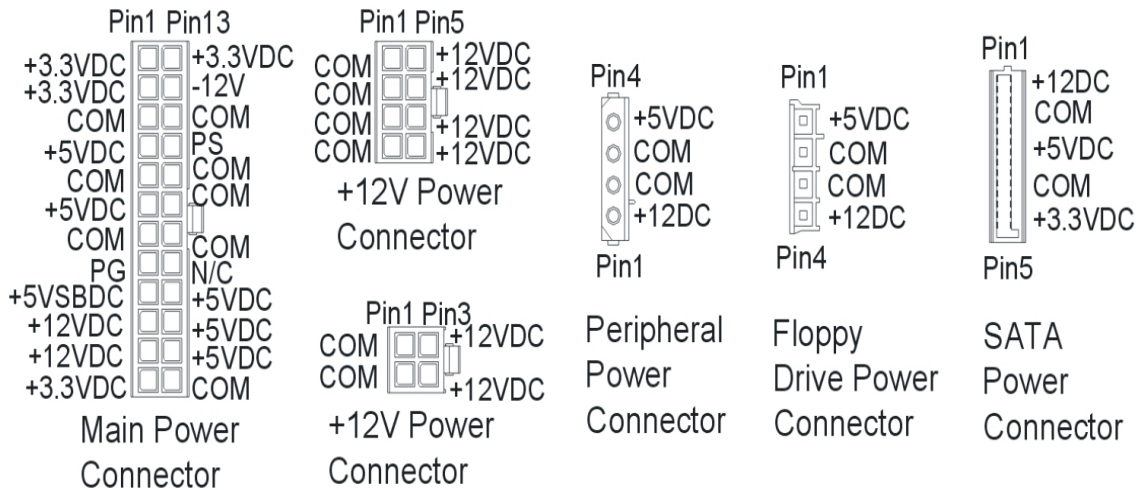 Pin1 Pin13
+3.3VDC +3.3VDC
+3.3VDC -12V
COM COM
+5VDC PS
COM COM
+5VDC COM
COM COM
PG N/C
+5VSBDC +5VDC
+12VDC +5VDC
+12VDC +5VDC
+3.3VDC COM
Main Power
Connector
Pin1 Pin5
COM +12VDC
COM +12VDC
COM +12VDC
COM +12VDC
+12V Power
Connector
Pin1 Pin3
COM +12VDC
COM +12VDC
+12V Power
Connector
Pin4
+5VDC
COM
COM
+12DC
Pin1
Peripheral
Power
Connector
Pin1
+5VDC
COM
COM
+12DC
Pin4
Floppy
Drive Power
Connector
Pin1
+12DC
COM
+5VDC
COM
+3.3VDC
Pin5
SATA
Power
Connector